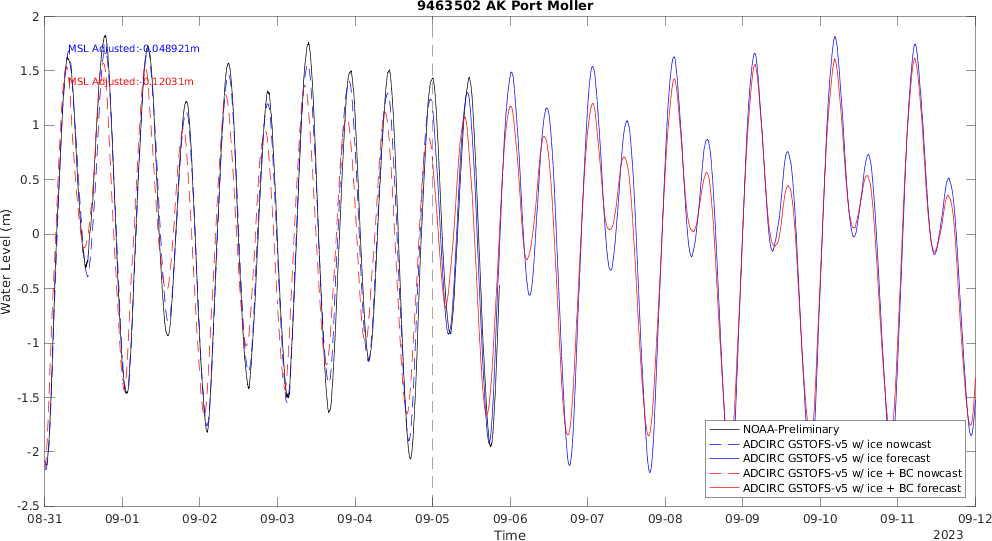 9463502 AK Port Moller
MSL Adjusted:-0.048921m
MSL Adjusted:-0.12031m
Water Level (m)
2
1.5
1
0.5
0
-0.5
-1
-1.5
-2
-2.5
NOAA-Preliminary
ADCIRC GSTOFS-v5 w/ ice nowcast
ADCIRC GSTOFS-v5 w/ ice forecast
ADCIRC GSTOFS-v5 w/ ice + BC nowcast
ADCIRC GSTOFS-v5 w/ ice + BC forecast
08-31 09-01 09-02 09-03 09-04 09-05 09-06 09-07 09-08 09-09 09-10 09-11 09-12
Time
2023